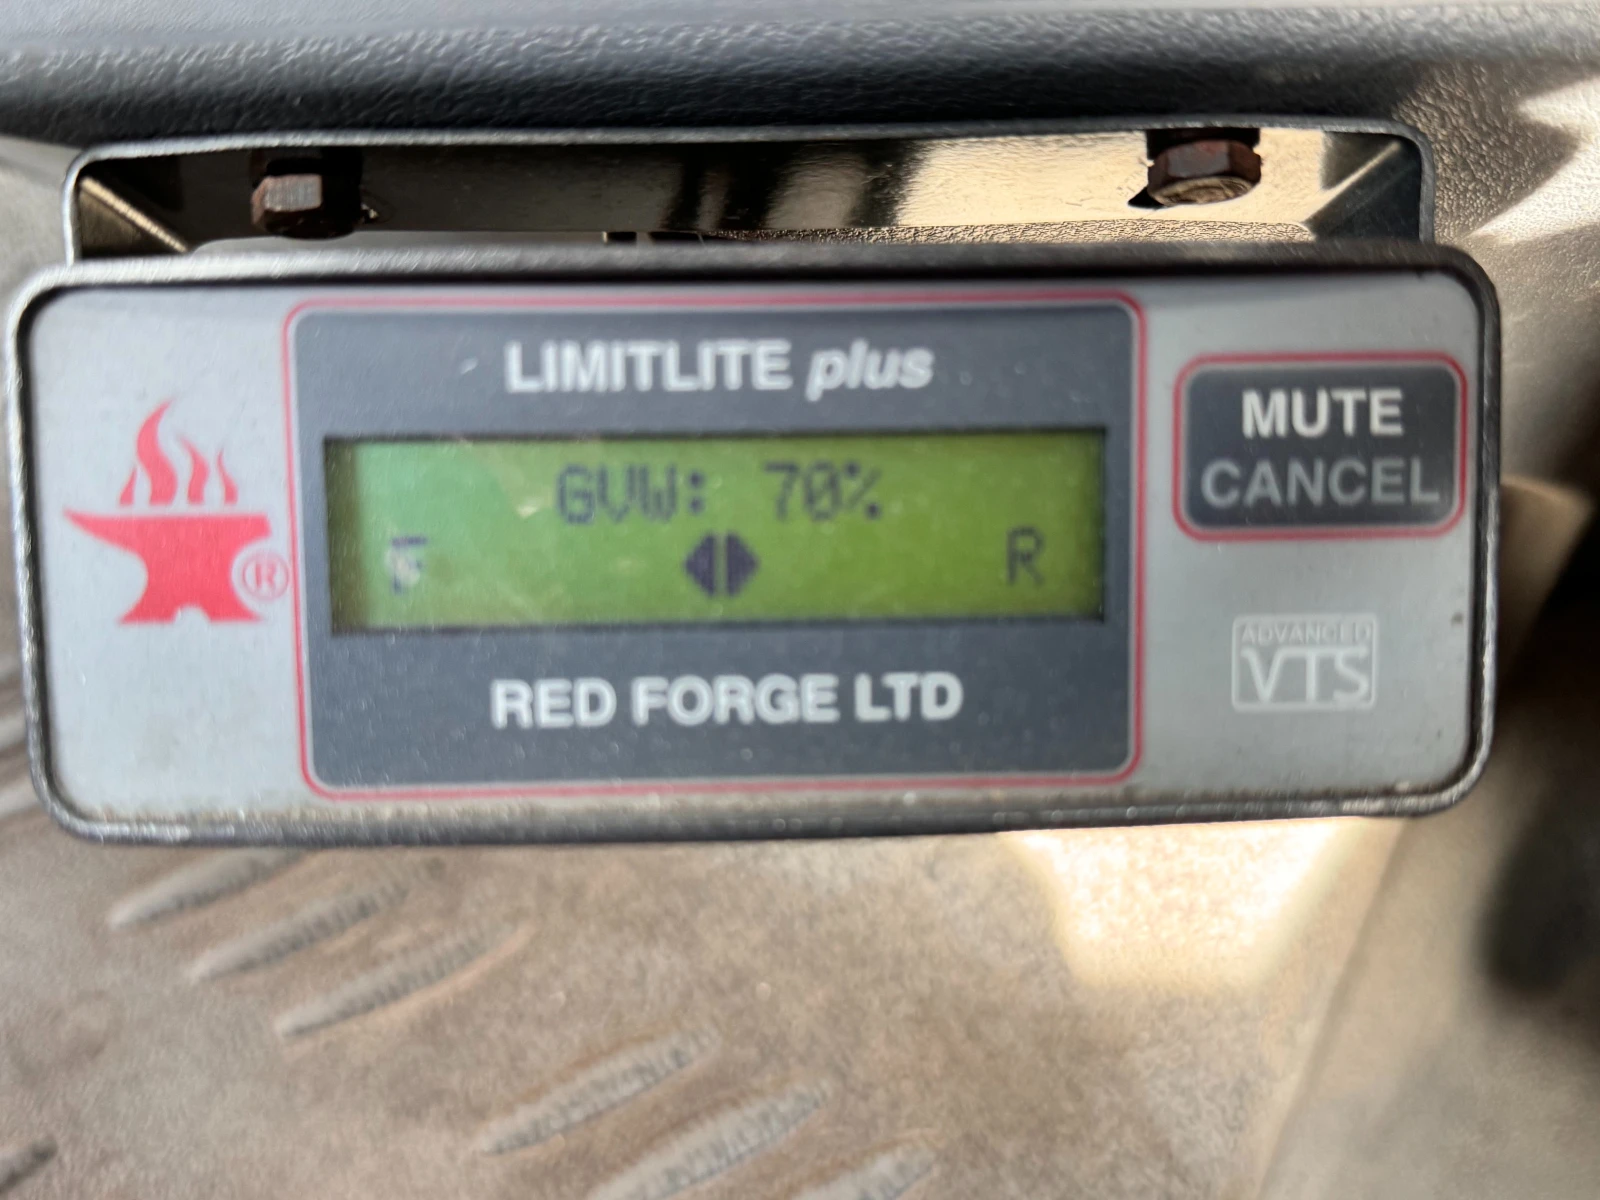 LIMITLITE plus
GVW: 70%
F R
RED FORGE LTD
MUTE
CANCEL
ADVANCED
VTS
®